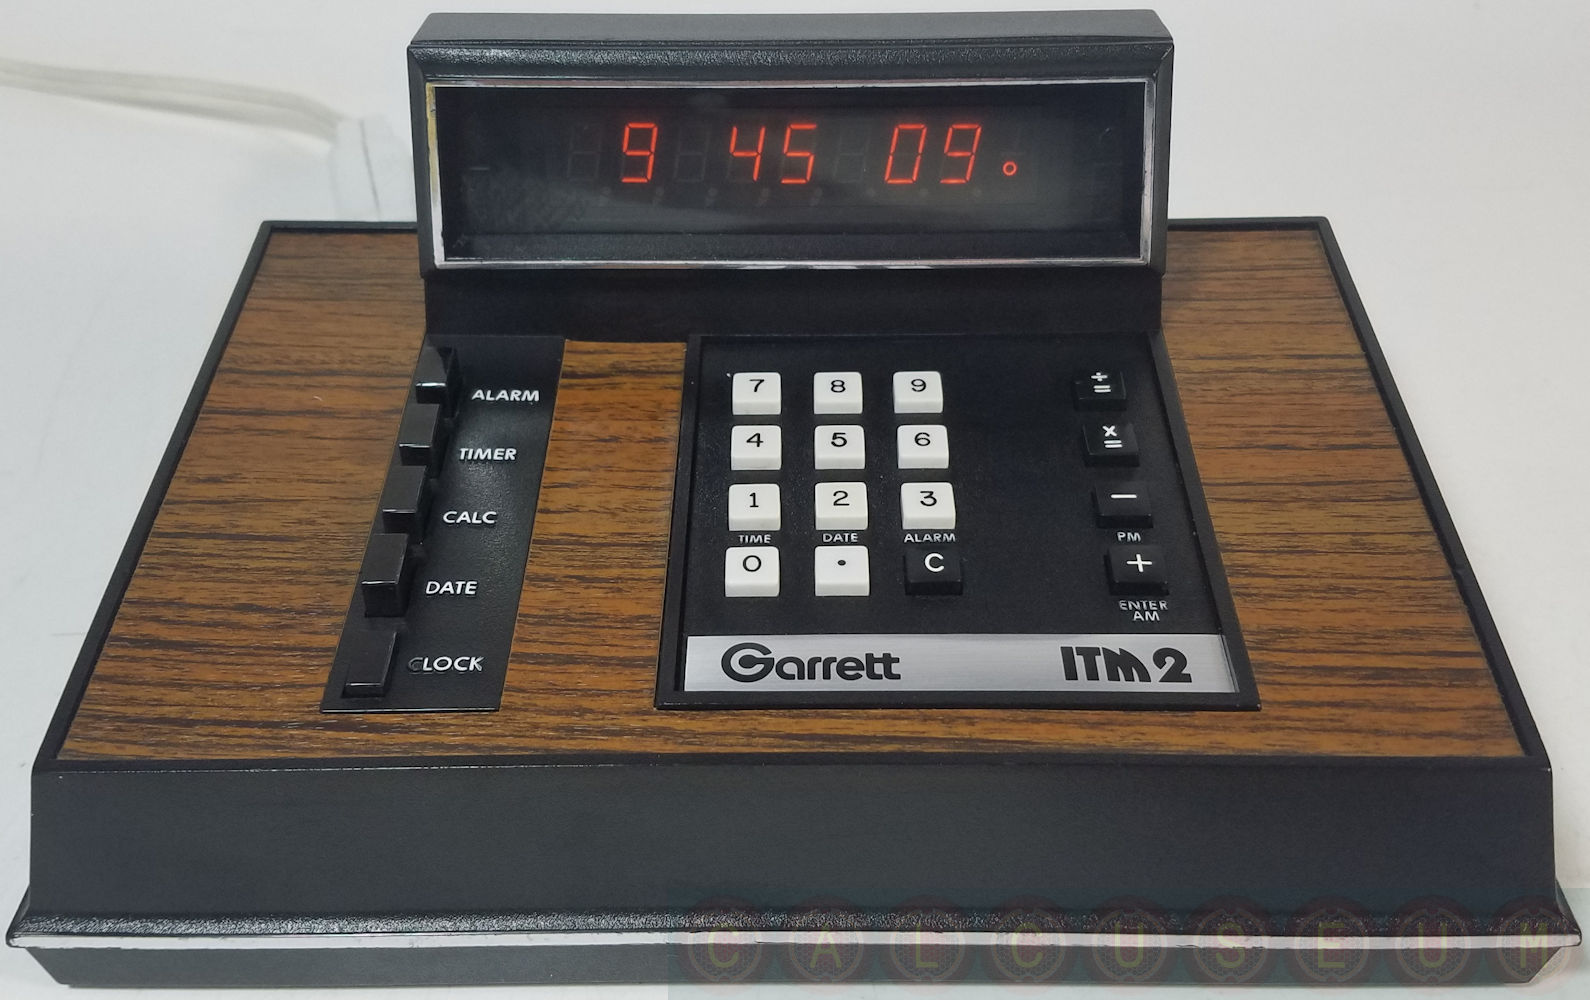 9 45 09
ALARM
TIMER
CALC
DATE
CLOCK
7 8 9 ÷=
4 5 6 ×=
1 2 3 −
TIME DATE ALARM PM
0 • C +
ENTER
AM
Garrett ITM2
CALCUSEUM